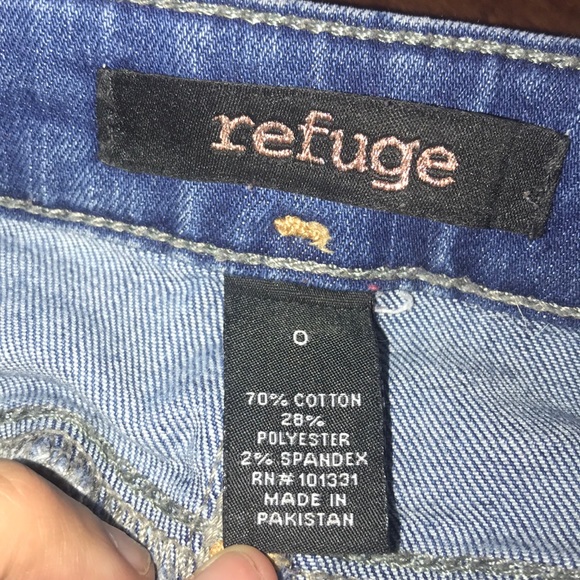 refuge
0
70% COTTON
28%
POLYESTER
2% SPANDEX
RN# 101331
MADE IN
PAKISTAN